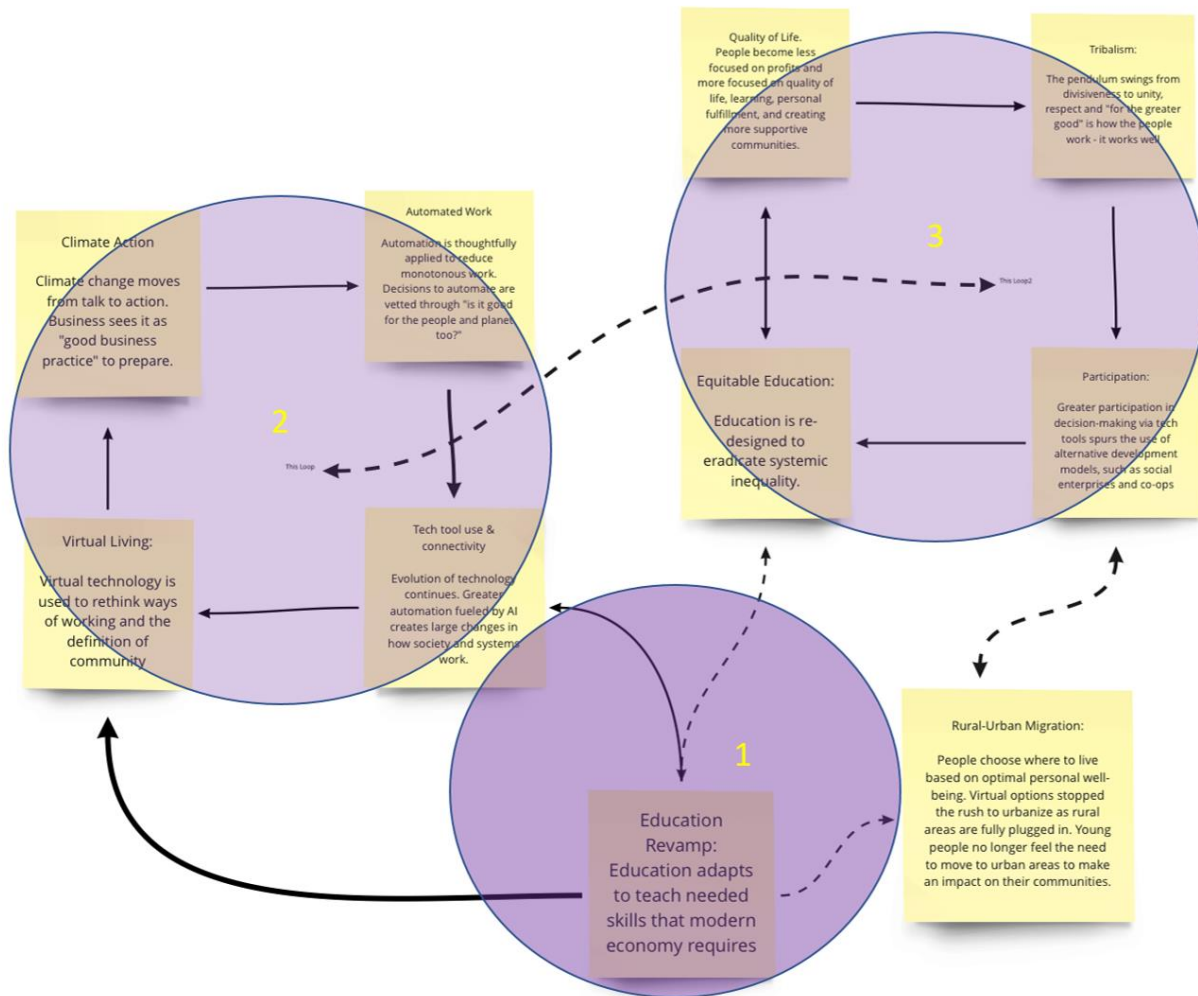 Quality of Life.
People become less
focused on profits and
more focused on quality of
life, learning, personal
fulfillment, and creating
more supportive
communities.
Tribalism:
The pendulum swings from
divisiveness to unity,
respect and "for the greater
good" is how the people
work - it works well
3
This Loop2
Equitable Education:
Education is re-
designed to
eradicate systemic
inequality.
Participation:
Greater participation in
decision-making via tech
tools spurs the use of
alternative development
models, such as social
enterprises and co-ops
Climate Action
Climate change moves
from talk to action.
Business sees it as
"good business
practice" to prepare.
Automated Work
Automation is thoughtfully
applied to reduce
monotonous work.
Decisions to automate are
vetted through "is it good
for the people and planet
too?"
2
This Loop
Virtual Living:
Virtual technology is
used to rethink ways
of working and the
definition of
community
Tech tool use &
connectivity
Evolution of technology
continues. Greater
automation fueled by AI
creates large changes in
how society and systems
work.
1
Education
Revamp:
Education adapts
to teach needed
skills that modern
economy requires
Rural-Urban Migration:
People choose where to live
based on optimal personal well-
being. Virtual options stopped
the rush to urbanize as rural
areas are fully plugged in. Young
people no longer feel the need
to move to urban areas to make
an impact on their communities.